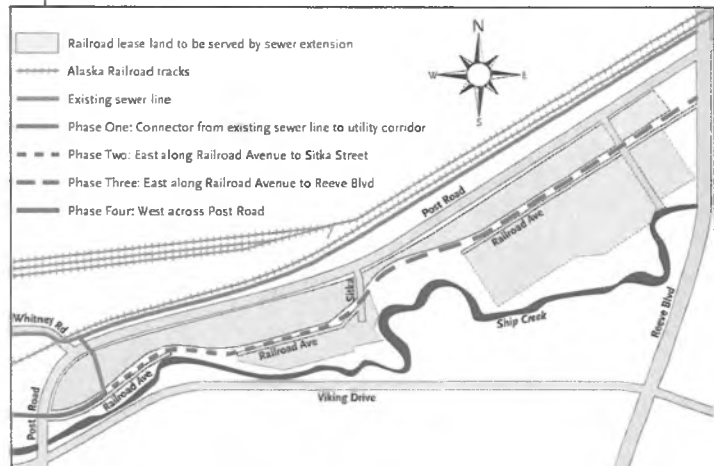 Railroad lease land to be served by sewer extension
Alaska Railroad tracks
Existing sewer line
Phase One: Connector from existing sewer line to utility corridor
Phase Two: East along Railroad Avenue to Sitka Street
Phase Three: East along Railroad Avenue to Reeve Blvd
Phase Four: West across Post Road
N
W
E
S
Post Road
Railroad Ave
Sitka
Whitney Rd
Ship Creek
Reeve Blvd
Railroad Ave
Railroad Ave
Post Road
Viking Drive